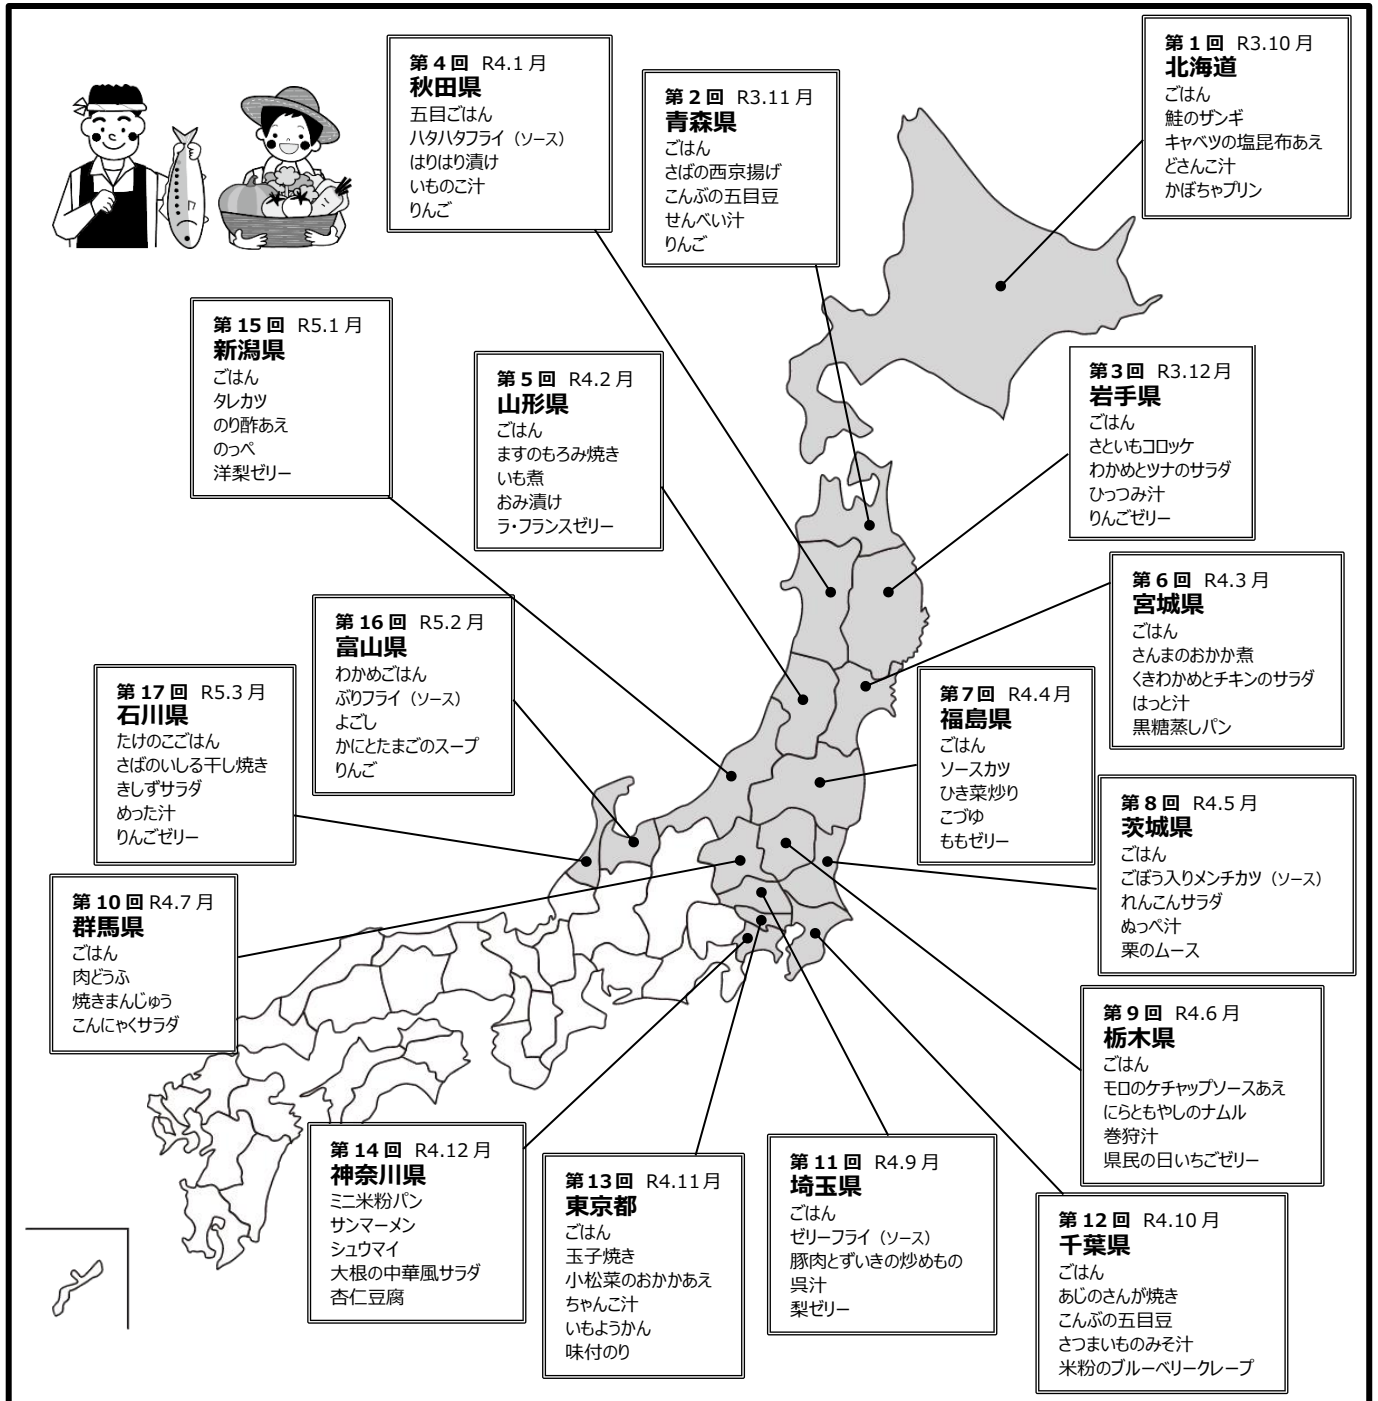 第1回 R3.10月
北海道
ごはん
鮭のザンギ
キャベツの塩昆布あえ
どさんこ汁
かぼちゃプリン
第2回 R3.11月
青森県
ごはん
さばの西京揚げ
こんぶの五目豆
せんべい汁
りんご
第3回 R3.12月
岩手県
ごはん
さといもコロッケ
わかめとツナのサラダ
ひっつみ汁
りんごゼリー
第4回 R4.1月
秋田県
五目ごはん
ハタハタフライ（ソース）
はりはり漬け
いものこ汁
りんご
第5回 R4.2月
山形県
ごはん
ますのもろみ焼き
いも煮
おみ漬け
ラ・フランスゼリー
第6回 R4.3月
宮城県
ごはん
さんまのおかか煮
くきわかめとチキンのサラダ
はっと汁
黒糖蒸しパン
第7回 R4.4月
福島県
ごはん
ソースカツ
ひき菜炒り
こづゆ
ももゼリー
第8回 R4.5月
茨城県
ごはん
ごぼう入りメンチカツ（ソース）
れんこんサラダ
ぬっぺ汁
栗のムース
第9回 R4.6月
栃木県
ごはん
モロのケチャップソースあえ
にらともやしのナムル
巻狩汁
県民の日いちごゼリー
第10回 R4.7月
群馬県
ごはん
肉どうふ
焼きまんじゅう
こんにゃくサラダ
第11回 R4.9月
埼玉県
ごはん
ゼリーフライ（ソース）
豚肉とずいきの炒めもの
呉汁
梨ゼリー
第12回 R4.10月
千葉県
ごはん
あじのさんが焼き
こんぶの五目豆
さつまいものみそ汁
米粉のブルーベリークレープ
第13回 R4.11月
東京都
ごはん
玉子焼き
小松菜のおかかあえ
ちゃんこ汁
いもようかん
味付のり
第14回 R4.12月
神奈川県
ミニ米粉パン
サンマーメン
シュウマイ
大根の中華風サラダ
杏仁豆腐
第15回 R5.1月
新潟県
ごはん
タレカツ
のり酢あえ
のっぺ
洋梨ゼリー
第16回 R5.2月
富山県
わかめごはん
ぶりフライ（ソース）
よごし
かにとたまごのスープ
りんご
第17回 R5.3月
石川県
たけのこごはん
さばのいしる干し焼き
きしずサラダ
めった汁
りんごゼリー